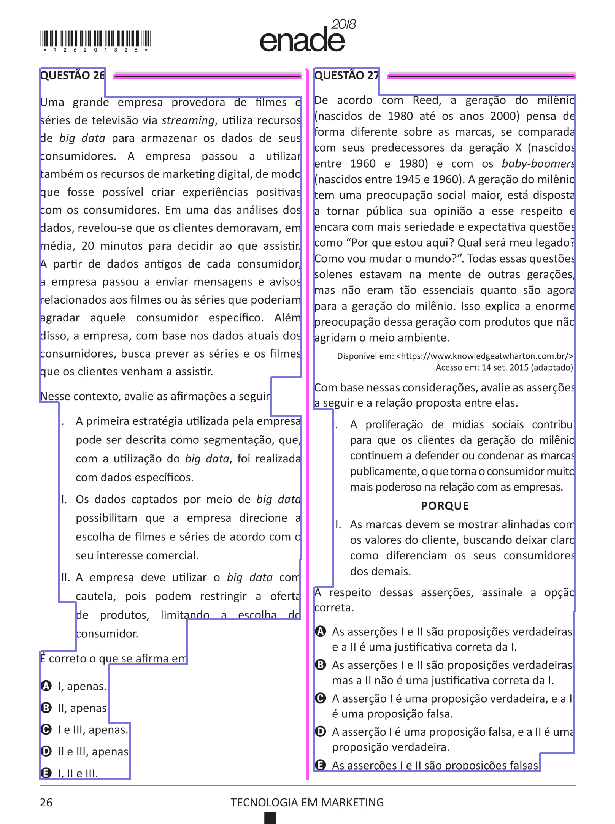 *R262018262*
enade2018
QUESTÃO 26
Uma grande empresa provedora de filmes e
séries de televisão via streaming, utiliza recursos
de big data para armazenar os dados de seus
consumidores. A empresa passou a utilizar
também os recursos de marketing digital, de modo
que fosse possível criar experiências positivas
com os consumidores. Em uma das análises dos
dados, revelou-se que os clientes demoravam, em
média, 20 minutos para decidir ao que assistir.
A partir de dados antigos de cada consumidor,
a empresa passou a enviar mensagens e avisos
relacionados aos filmes ou às séries que poderiam
agradar aquele consumidor específico. Além
disso, a empresa, com base nos dados atuais dos
consumidores, busca prever as séries e os filmes
que os clientes venham a assistir.
Nesse contexto, avalie as afirmações a seguir
I. A primeira estratégia utilizada pela empresa
pode ser descrita como segmentação, que,
com a utilização do big data, foi realizada
com dados específicos.
II. Os dados captados por meio de big data
possibilitam que a empresa direcione a
escolha de filmes e séries de acordo com o
seu interesse comercial.
III. A empresa deve utilizar o big data com
cautela, pois podem restringir a oferta
de produtos, limitando a escolha do
consumidor.
É correto o que se afirma em
A I, apenas.
B II, apenas
C I e III, apenas.
D II e III, apenas
E I, II e III.
QUESTÃO 27
De acordo com Reed, a geração do milênio
(nascidos de 1980 até os anos 2000) pensa de
forma diferente sobre as marcas, se comparada
com seus predecessores da geração X (nascidos
entre 1960 e 1980) e com os baby-boomers
(nascidos entre 1945 e 1960). A geração do milênio
tem uma preocupação social maior, está disposta
a tornar pública sua opinião a esse respeito e
encara com mais seriedade e expectativa questões
como "Por que estou aqui? Qual será meu legado?
Como vou mudar o mundo?". Todas essas questões
solenes estavam na mente de outras gerações,
mas não eram tão essenciais quanto são agora
para a geração do milênio. Isso explica a enorme
preocupação dessa geração com produtos que não
agridam o meio ambiente.
Disponível em: <https://www.knowledgeatwharton.com.br/>
Acesso em: 14 set. 2015 (adaptado)
Com base nessas considerações, avalie as asserções
a seguir e a relação proposta entre elas.
I. A proliferação de mídias sociais contribui
para que os clientes da geração do milênio
continuem a defender ou condenar as marcas
publicamente, o que torna o consumidor muito
mais poderoso na relação com as empresas.
PORQUE
II. As marcas devem se mostrar alinhadas com
os valores do cliente, buscando deixar claro
como diferenciam os seus consumidores
dos demais.
A respeito dessas asserções, assinale a opção
correta.
A As asserções I e II são proposições verdadeiras
e a II é uma justificativa correta da I.
B As asserções I e II são proposições verdadeiras
mas a II não é uma justificativa correta da I.
C A asserção I é uma proposição verdadeira, e a II
é uma proposição falsa.
D A asserção I é uma proposição falsa, e a II é uma
proposição verdadeira.
E As asserções I e II são proposições falsas
26
TECNOLOGIA EM MARKETING